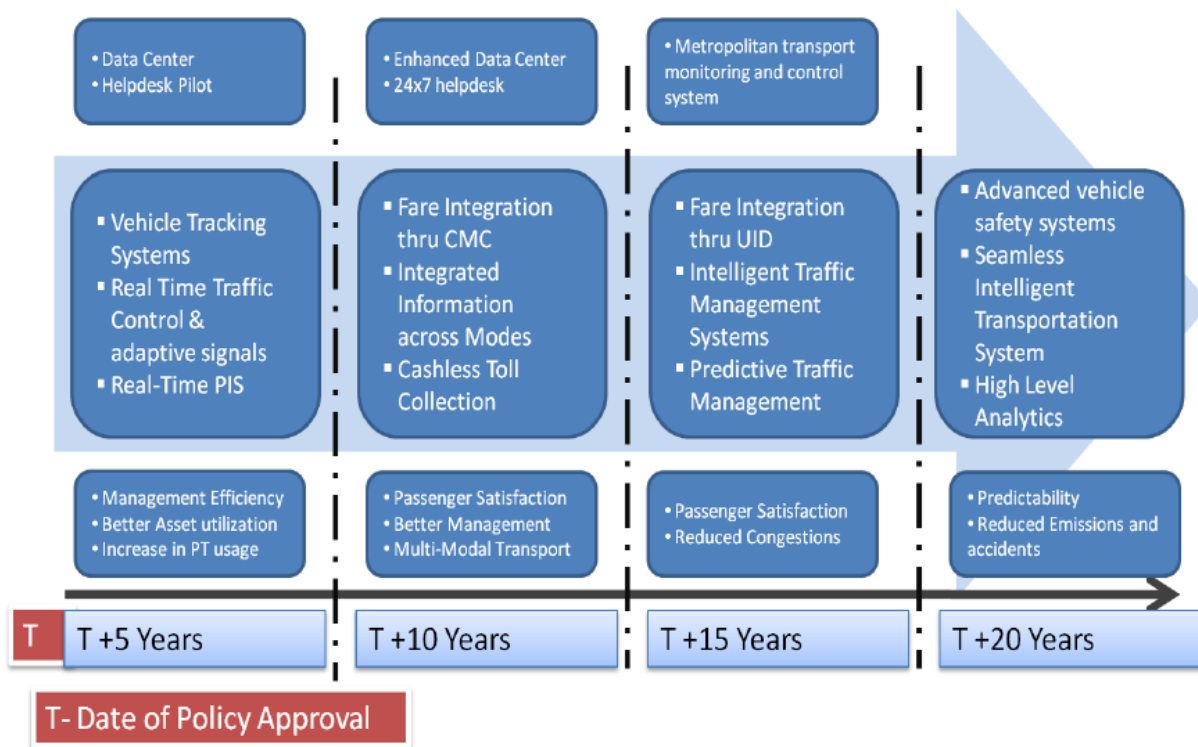 • Data Center
• Helpdesk Pilot
• Enhanced Data Center
• 24x7 helpdesk
• Metropolitan transport
monitoring and control
system
▪ Vehicle Tracking
Systems
▪ Real Time Traffic
Control &
adaptive signals
▪ Real-Time PIS
▪ Fare Integration
thru CMC
▪ Integrated
Information
across Modes
▪ Cashless Toll
Collection
▪ Fare Integration
thru UID
▪ Intelligent Traffic
Management
Systems
▪ Predictive Traffic
Management
▪ Advanced vehicle
safety systems
▪ Seamless
Intelligent
Transportation
System
▪ High Level
Analytics
• Management Efficiency
• Better Asset utilization
• Increase in PT usage
• Passenger Satisfaction
• Better Management
• Multi-Modal Transport
• Passenger Satisfaction
• Reduced Congestions
• Predictability
• Reduced Emissions and
accidents
T
T +5 Years
T +10 Years
T +15 Years
T +20 Years
T- Date of Policy Approval